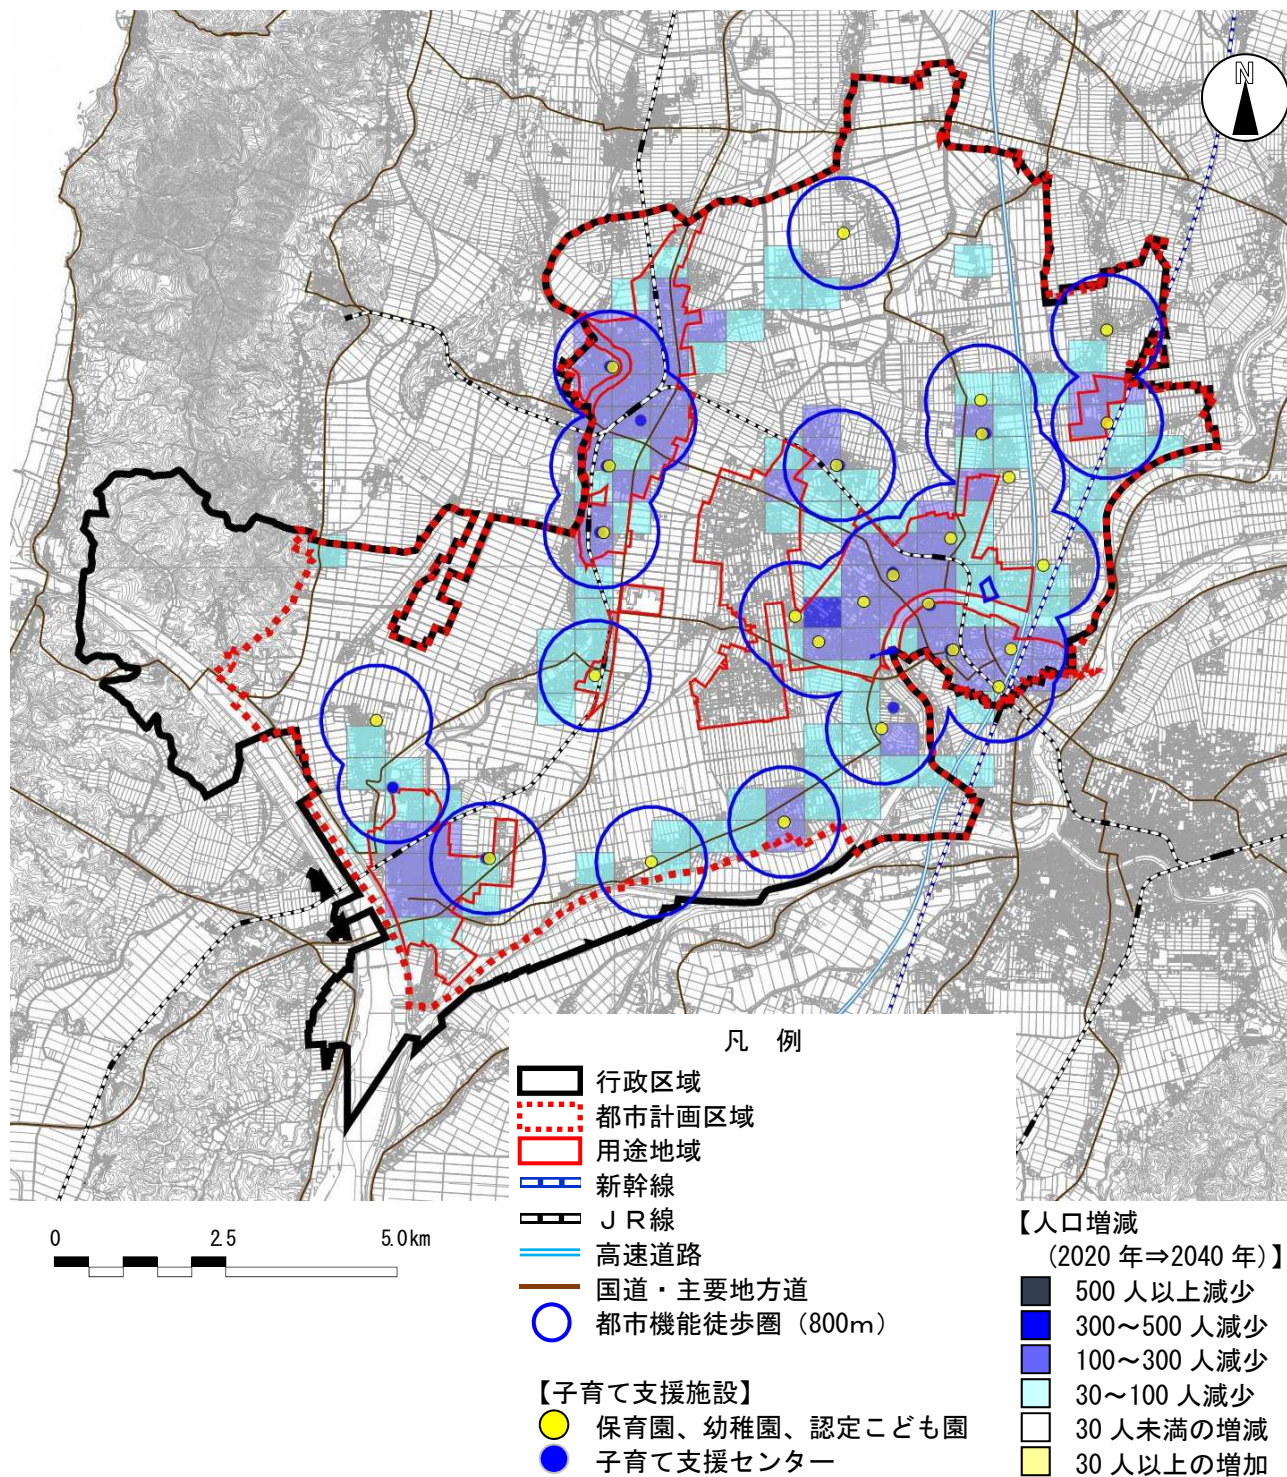 N
凡 例
行政区域
都市計画区域
用途地域
新幹線
JR線
高速道路
国道・主要地方道
都市機能徒歩圏（800m）
【子育て支援施設】
保育園、幼稚園、認定こども園
子育て支援センター
0 2.5 5.0km
【人口増減
（2020 年⇒2040 年）】
500 人以上減少
300～500 人減少
100～300 人減少
30～100 人減少
30 人未満の増減
30 人以上の増加